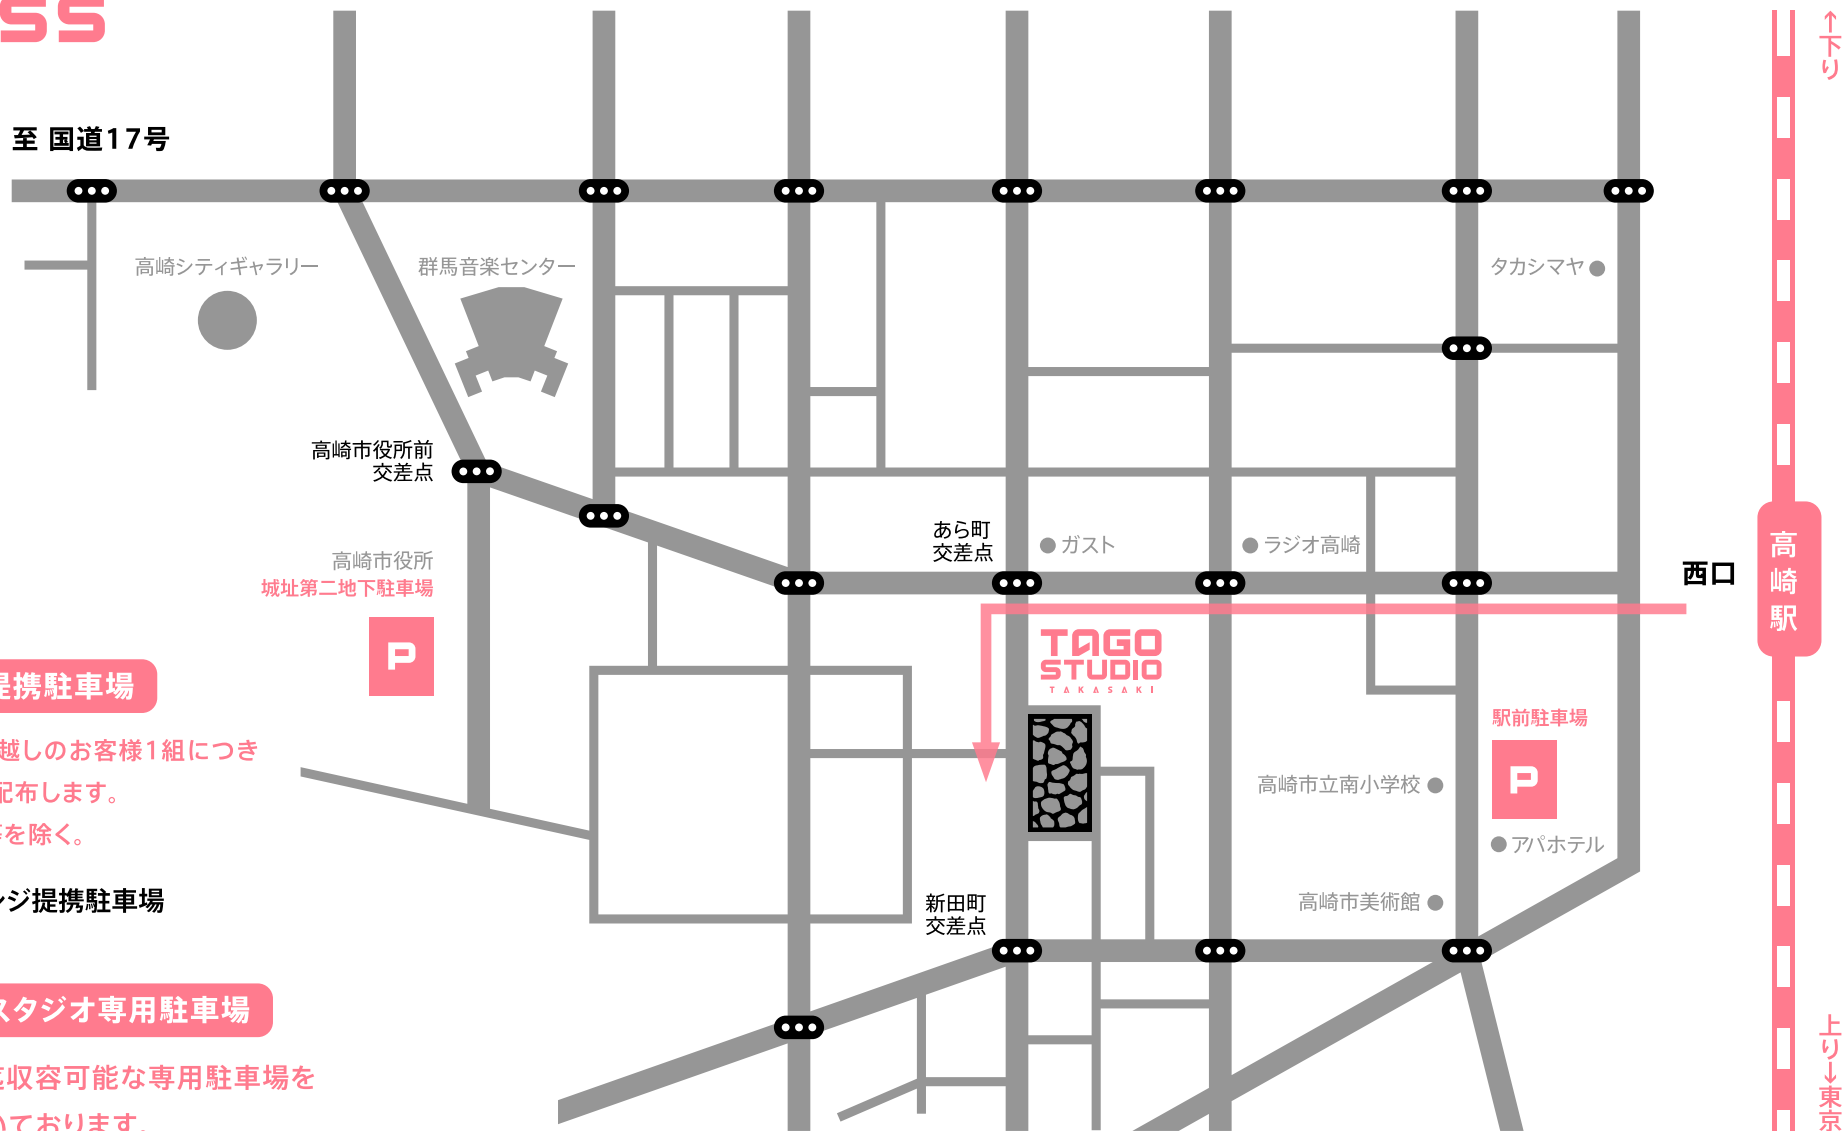 SS
↑下り
至 国道17号
高崎シティギャラリー
群馬音楽センター
タカシマヤ
高崎市役所前
交差点
あら町
交差点
ガスト
ラジオ高崎
高崎市役所
城址第二地下駐車場
P
西口
高崎駅
TAGO
STUDIO
TAKASAKI
提携駐車場
越しのお客様1組につき
配布します。
を除く。
駅前駐車場
P
高崎市立南小学校
アパホテル
ンジ提携駐車場
新田町
交差点
高崎市美術館
スタジオ専用駐車場
収容可能な専用駐車場を
ております。
上り↓東京